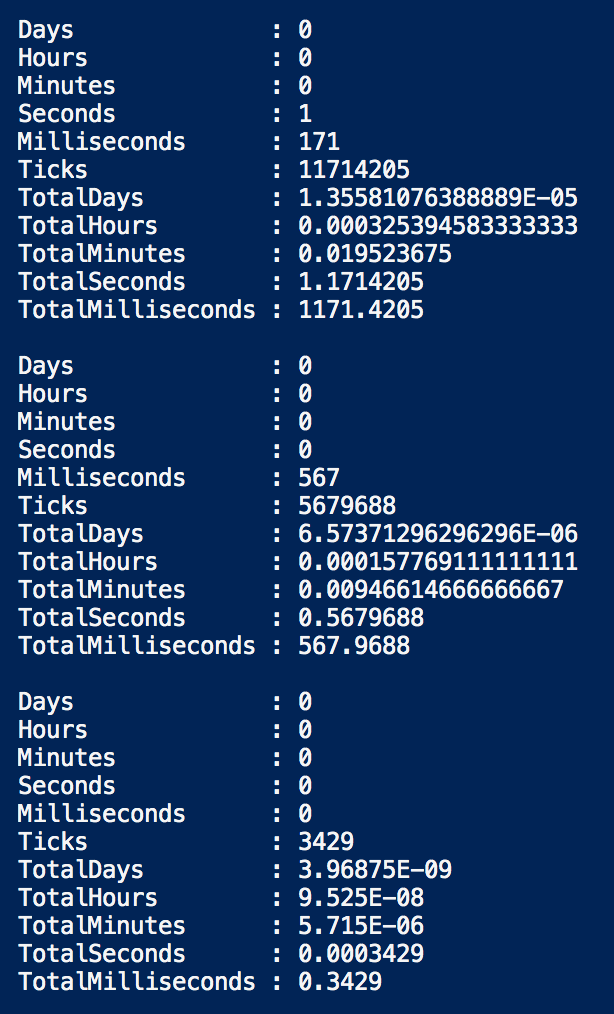 Days              : 0
Hours             : 0
Minutes           : 0
Seconds           : 1
Milliseconds      : 171
Ticks             : 11714205
TotalDays         : 1.35581076388889E-05
TotalHours        : 0.000325394583333333
TotalMinutes      : 0.019523675
TotalSeconds      : 1.1714205
TotalMilliseconds : 1171.4205

Days              : 0
Hours             : 0
Minutes           : 0
Seconds           : 0
Milliseconds      : 567
Ticks             : 5679688
TotalDays         : 6.57371296296296E-06
TotalHours        : 0.000157769111111111
TotalMinutes      : 0.00946614666666667
TotalSeconds      : 0.5679688
TotalMilliseconds : 567.9688

Days              : 0
Hours             : 0
Minutes           : 0
Seconds           : 0
Milliseconds      : 0
Ticks             : 3429
TotalDays         : 3.96875E-09
TotalHours        : 9.525E-08
TotalMinutes      : 5.715E-06
TotalSeconds      : 0.0003429
TotalMilliseconds : 0.3429